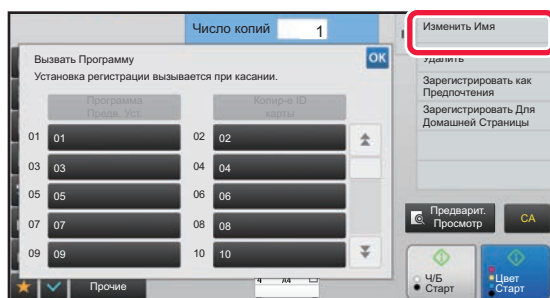 Число копий 1
Изменить Имя
Вызвать Программу
OK
Удалить
Установка регистрации вызывается при касании.
Зарегистрировать как
Предпочтения
Программа
Предв. Уст.
Копир-е ID
карты
Зарегистрировать Для
Домашней Страницы
01 01
02 02
03 03
04 04
05 05
06 06
07 07
08 08
09 09
10 10
Предварит.
Просмотр
CA
Ч/Б
Старт
Цвет
Старт
Прочие
4 A4